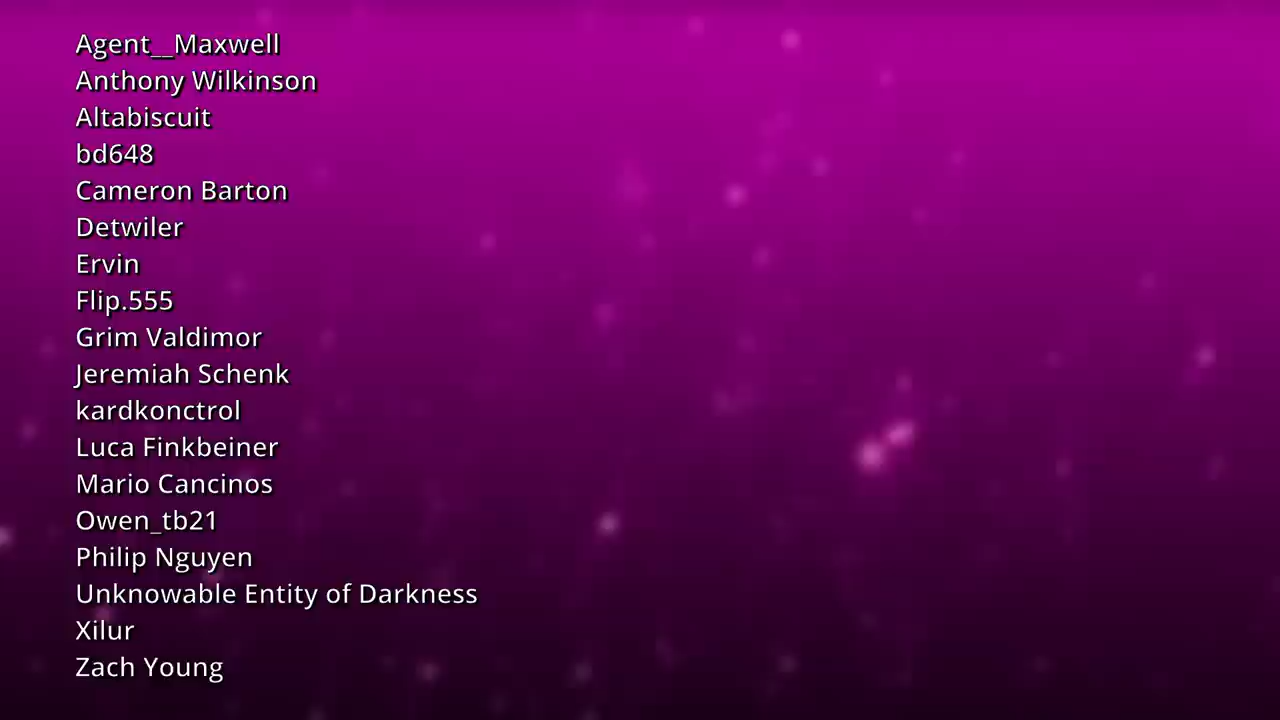 Agent__Maxwell
Anthony Wilkinson
Altabiscuit
bd648
Cameron Barton
Detwiler
Ervin
Flip.555
Grim Valdimor
Jeremiah Schenk
kardkonctrol
Luca Finkbeiner
Mario Cancinos
Owen_tb21
Philip Nguyen
Unknowable Entity of Darkness
Xilur
Zach Young